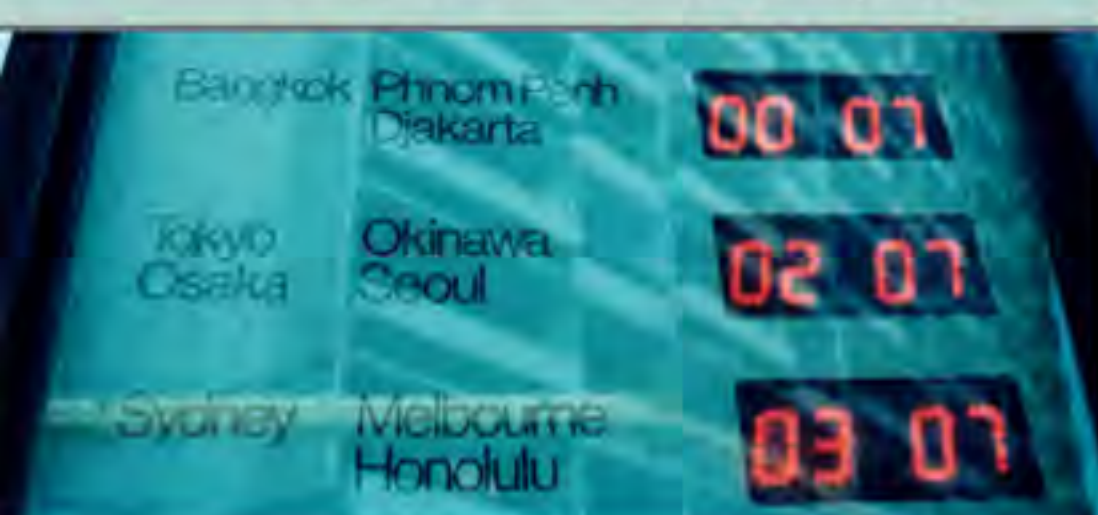 Bangkok Phnom Penh 00 07
Djakarta
Tokyo Okinawa 02 07
Osaka Seoul
Sydney Melbourne 03 07
Honolulu